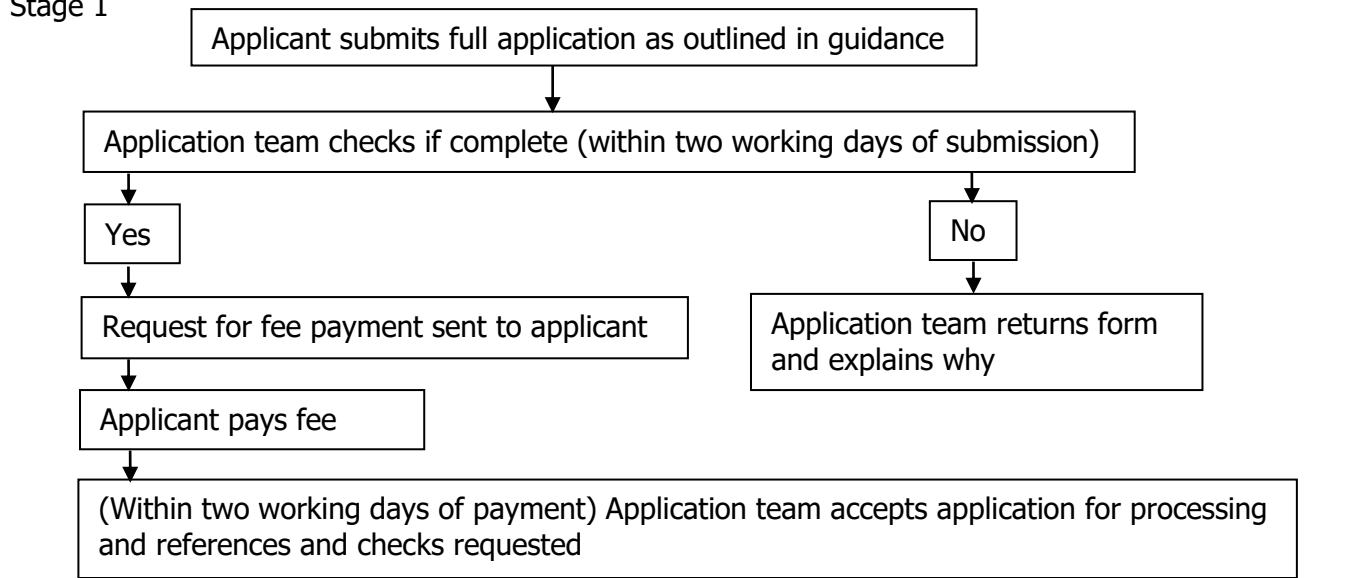 Stage 1
Applicant submits full application as outlined in guidance
Application team checks if complete (within two working days of submission)
Yes
No
Request for fee payment sent to applicant
Application team returns form
and explains why
Applicant pays fee
(Within two working days of payment) Application team accepts application for processing
and references and checks requested